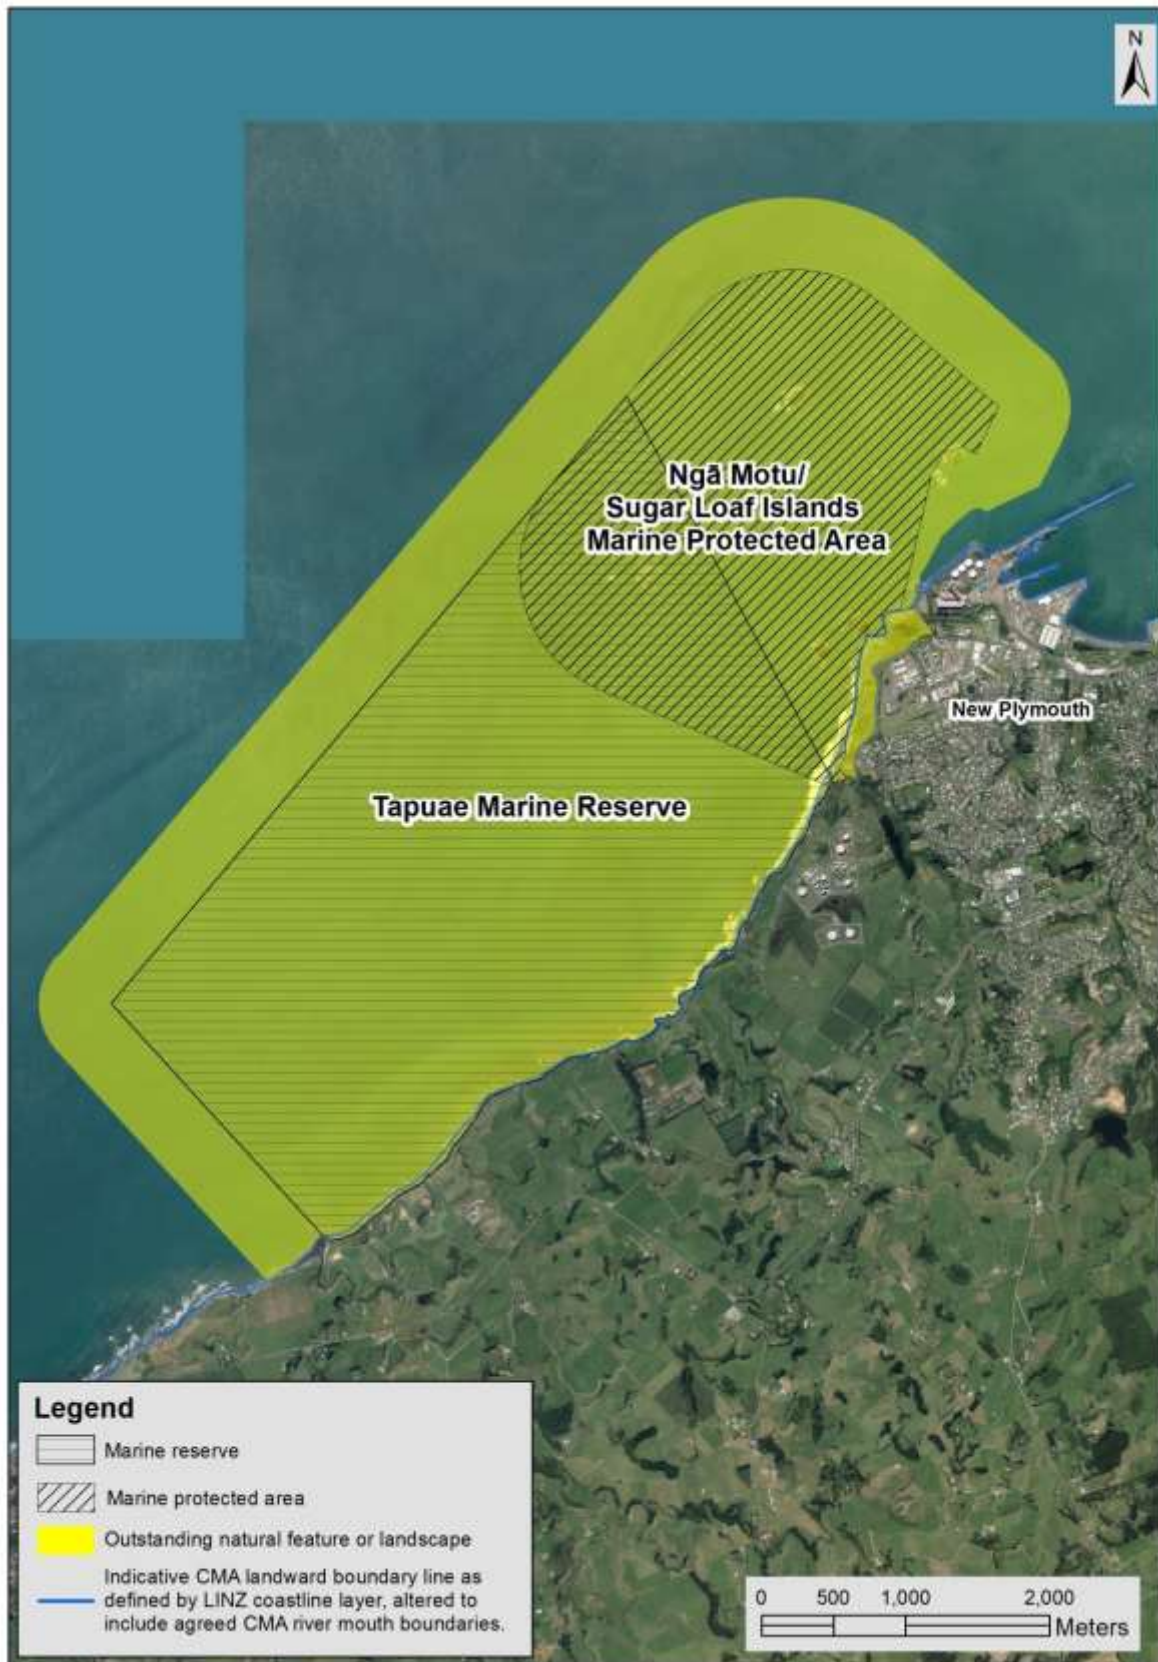 N
Ngā Motu/
Sugar Loaf Islands
Marine Protected Area
New Plymouth
Tapuae Marine Reserve
Legend
Marine reserve
Marine protected area
Outstanding natural feature or landscape
Indicative CMA landward boundary line as
defined by LINZ coastline layer, altered to
include agreed CMA river mouth boundaries.
0 500 1,000 2,000
Meters